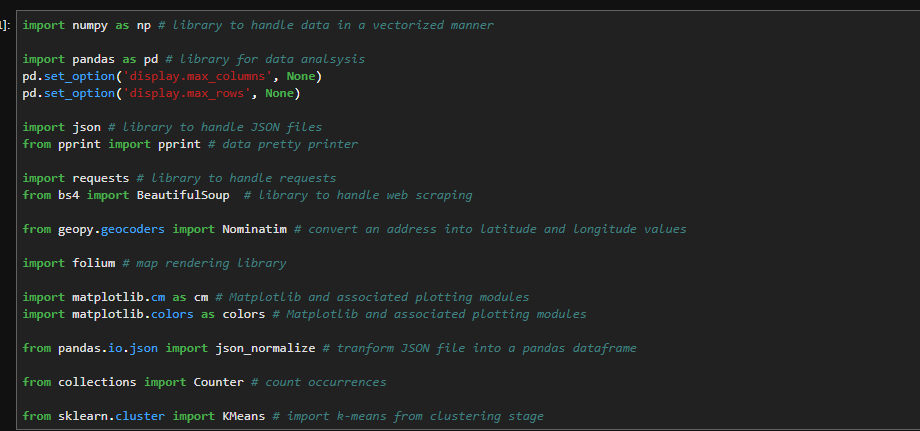 1]:
import numpy as np # library to handle data in a vectorized manner
import pandas as pd # library for data analsysis
pd.set_option('display.max_columns', None)
pd.set_option('display.max_rows', None)
import json # library to handle JSON files
from pprint import pprint # data pretty printer
import requests # library to handle requests
from bs4 import BeautifulSoup  # library to handle web scraping
from geopy.geocoders import Nominatim # convert an address into latitude and longitude values
import folium # map rendering library
import matplotlib.cm as cm # Matplotlib and associated plotting modules
import matplotlib.colors as colors # Matplotlib and associated plotting modules
from pandas.io.json import json_normalize # tranform JSON file into a pandas dataframe
from collections import Counter # count occurrences
from sklearn.cluster import KMeans # import k-means from clustering stage